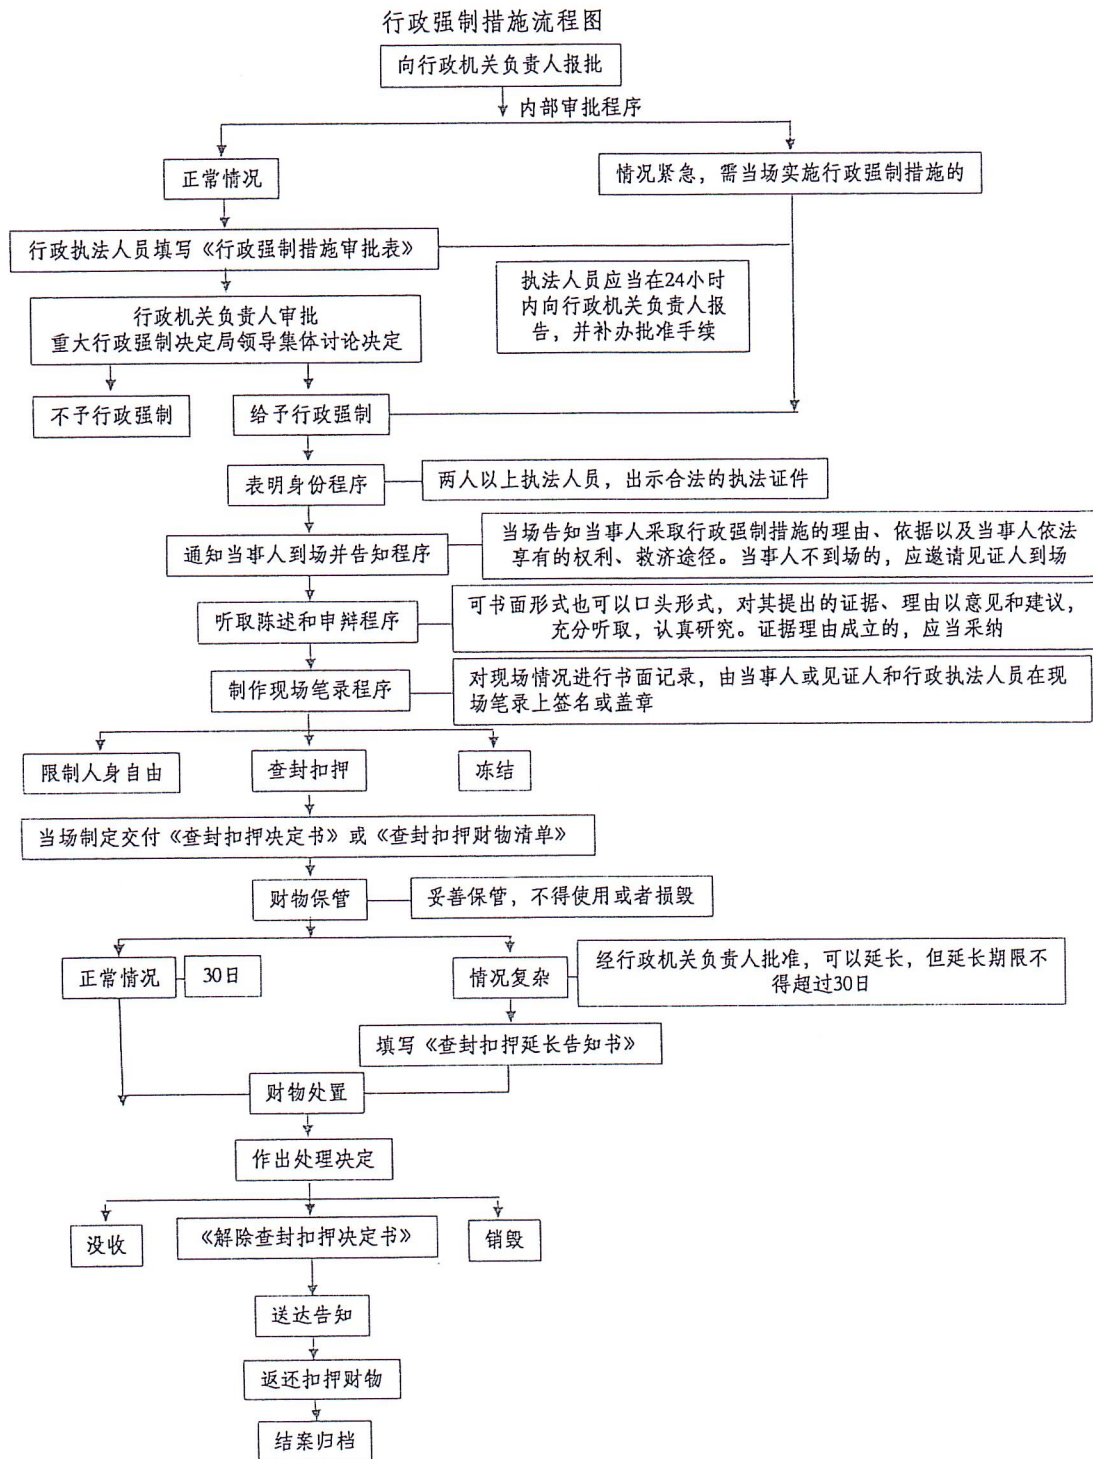 行政强制措施流程图
向行政机关负责人报批
内部审批程序
正常情况
情况紧急，需当场实施行政强制措施的
行政执法人员填写《行政强制措施审批表》
执法人员应当在24小时
内向行政机关负责人报
告，并补办批准手续
行政机关负责人审批
重大行政强制决定局领导集体讨论决定
不予行政强制
给予行政强制
表明身份程序
两人以上执法人员，出示合法的执法证件
通知当事人到场并告知程序
当场告知当事人采取行政强制措施的理由、依据以及当事人依法
享有的权利、救济途径。当事人不到场的，应邀请见证人到场
听取陈述和申辩程序
可书面形式也可以口头形式，对其提出的证据、理由以意见和建议，
充分听取，认真研究。证据理由成立的，应当采纳
制作现场笔录程序
对现场情况进行书面记录，由当事人或见证人和行政执法人员在现
场笔录上签名或盖章
限制人身自由
查封扣押
冻结
当场制定交付《查封扣押决定书》或《查封扣押财物清单》
财物保管
妥善保管，不得使用或者损毁
正常情况
30日
情况复杂
经行政机关负责人批准，可以延长，但延长期限不
得超过30日
填写《查封扣押延长告知书》
财物处置
作出处理决定
没收
《解除查封扣押决定书》
销毁
送达告知
返还扣押财物
结案归档